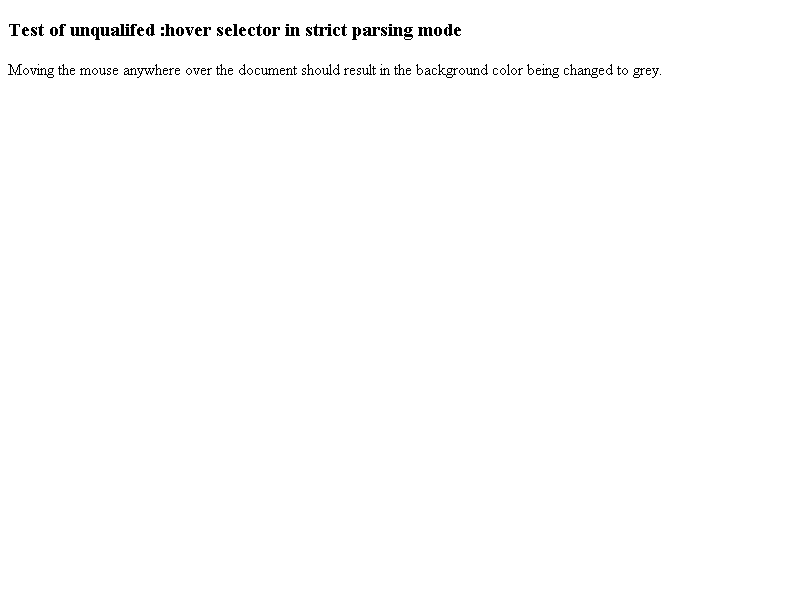 Test of unqualifed :hover selector in strict parsing mode
Moving the mouse anywhere over the document should result in the background color being changed to grey.